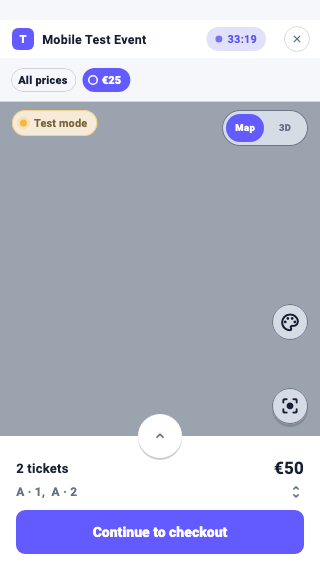 T Mobile Test Event 33:19
All prices €25
Test mode
Map 3D
2 tickets €50
A · 1, A · 2
Continue to checkout